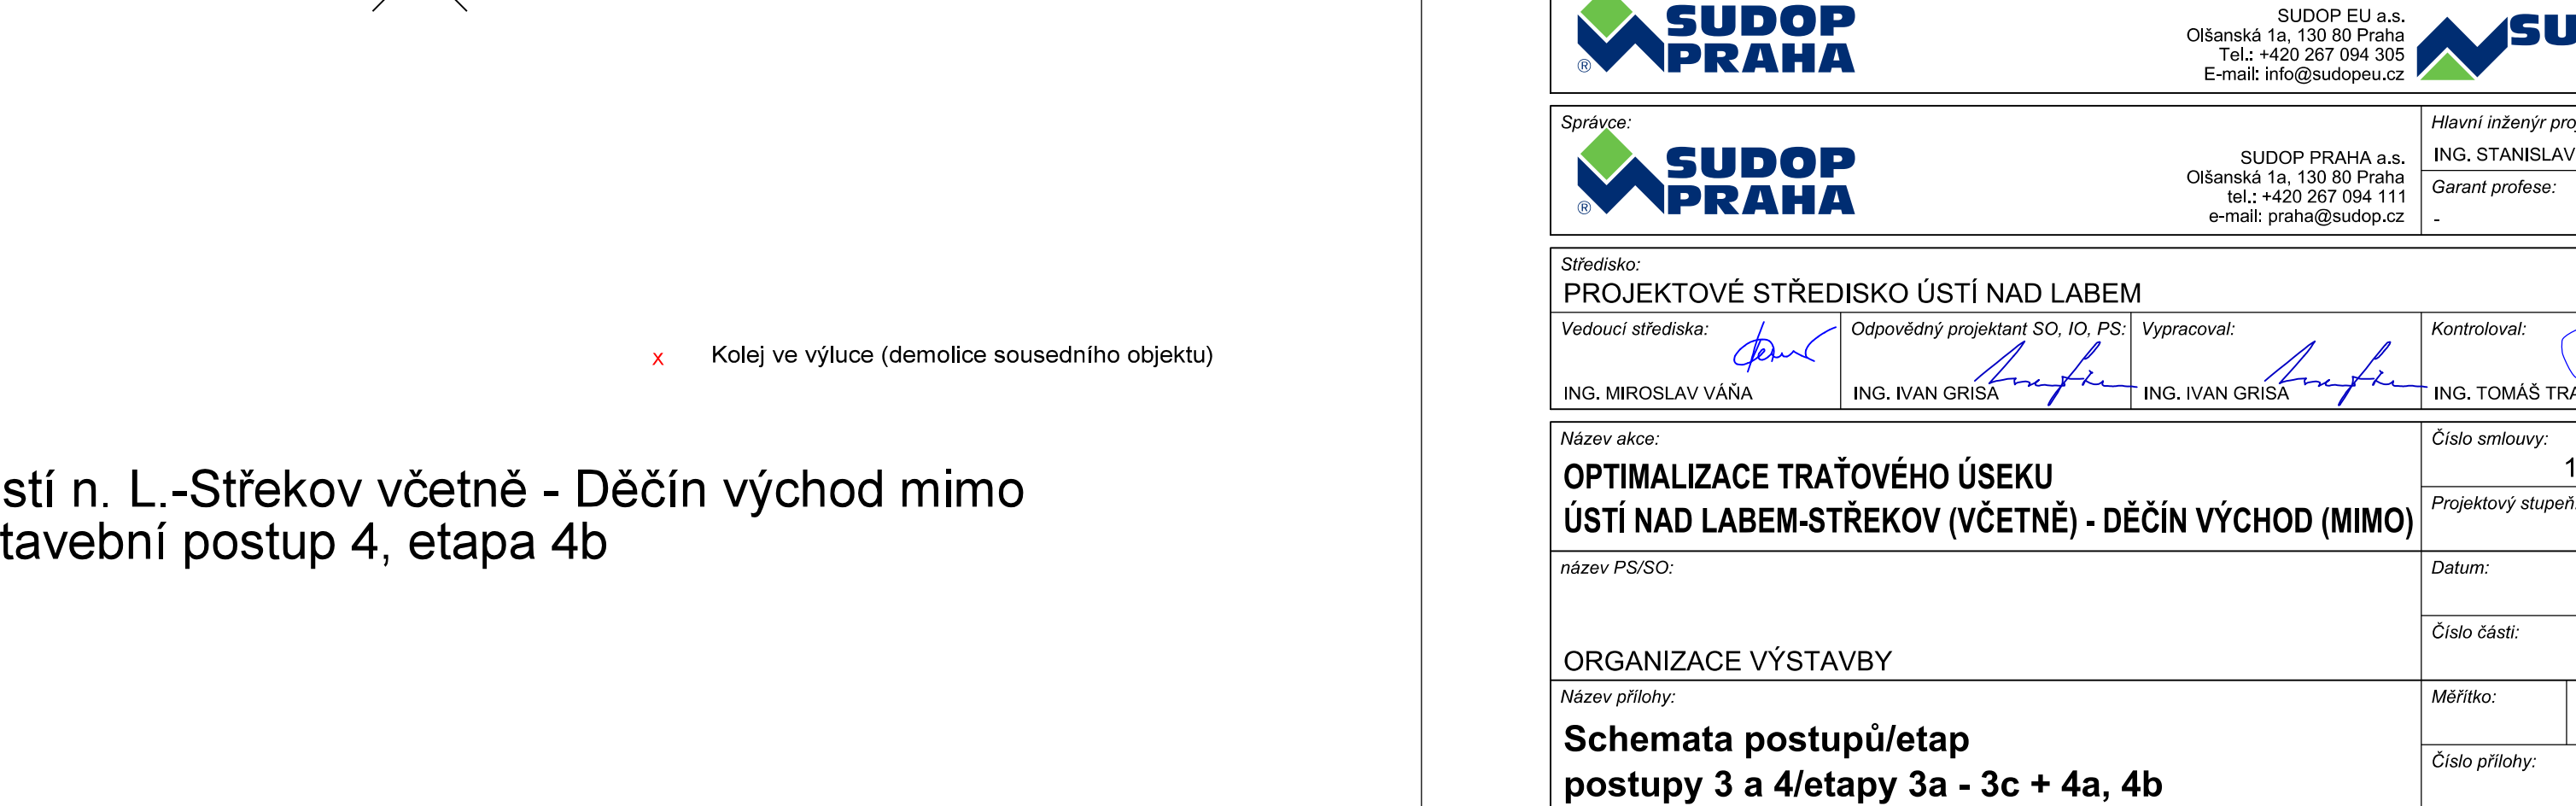 Kolej ve výluce (demolice sousedního objektu)
x
stí n. L.-Střekov včetně - Děčín východ mimo
tavební postup 4, etapa 4b
SUDOP
PRAHA
®
SUDOP EU a.s.
Olšanská 1a, 130 80 Praha
Tel.: +420 267 094 305
E-mail: info@sudopeu.cz
SU
Správce:
SUDOP
PRAHA
®
SUDOP PRAHA a.s.
Olšanská 1a, 130 80 Praha
tel.: +420 267 094 111
e-mail: praha@sudop.cz
Hlavní inženýr proj
ING. STANISLAV
Garant profese:
-
Středisko:
PROJEKTOVÉ STŘEDISKO ÚSTÍ NAD LABEM
Vedoucí střediska:
ING. MIROSLAV VÁŇA
Odpovědný projektant SO, IO, PS:
ING. IVAN GRISA
Vypracoval:
ING. IVAN GRISA
Kontroloval:
ING. TOMÁŠ TRA
Název akce:
OPTIMALIZACE TRAŤOVÉHO ÚSEKU
ÚSTÍ NAD LABEM-STŘEKOV (VČETNĚ) - DĚČÍN VÝCHOD (MIMO)
Číslo smlouvy:
1
Projektový stupeň
název PS/SO:
ORGANIZACE VÝSTAVBY
Datum:
Číslo části:
Název přílohy:
Schemata postupů/etap
postupy 3 a 4/etapy 3a - 3c + 4a, 4b
Měřítko:
Číslo přílohy: